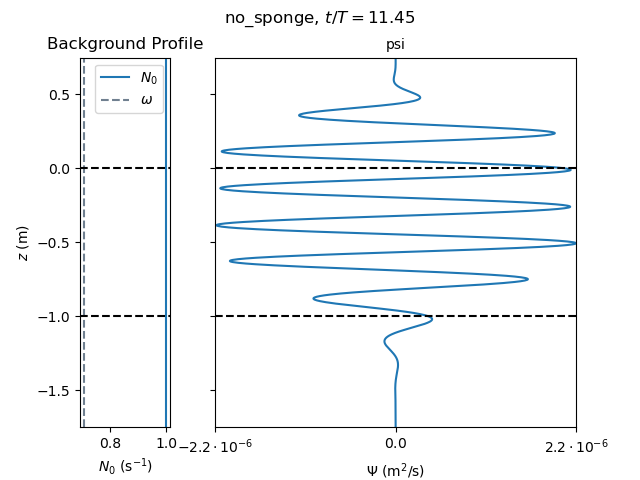 no_sponge, t/T = 11.45
Background Profile
psi
N₀
ω
0.5
0.0
−0.5
−1.0
−1.5
z (m)
0.8
1.0
−2.2 · 10⁻⁶
0.0
2.2 · 10⁻⁶
N₀ (s⁻¹)
Ψ (m²/s)